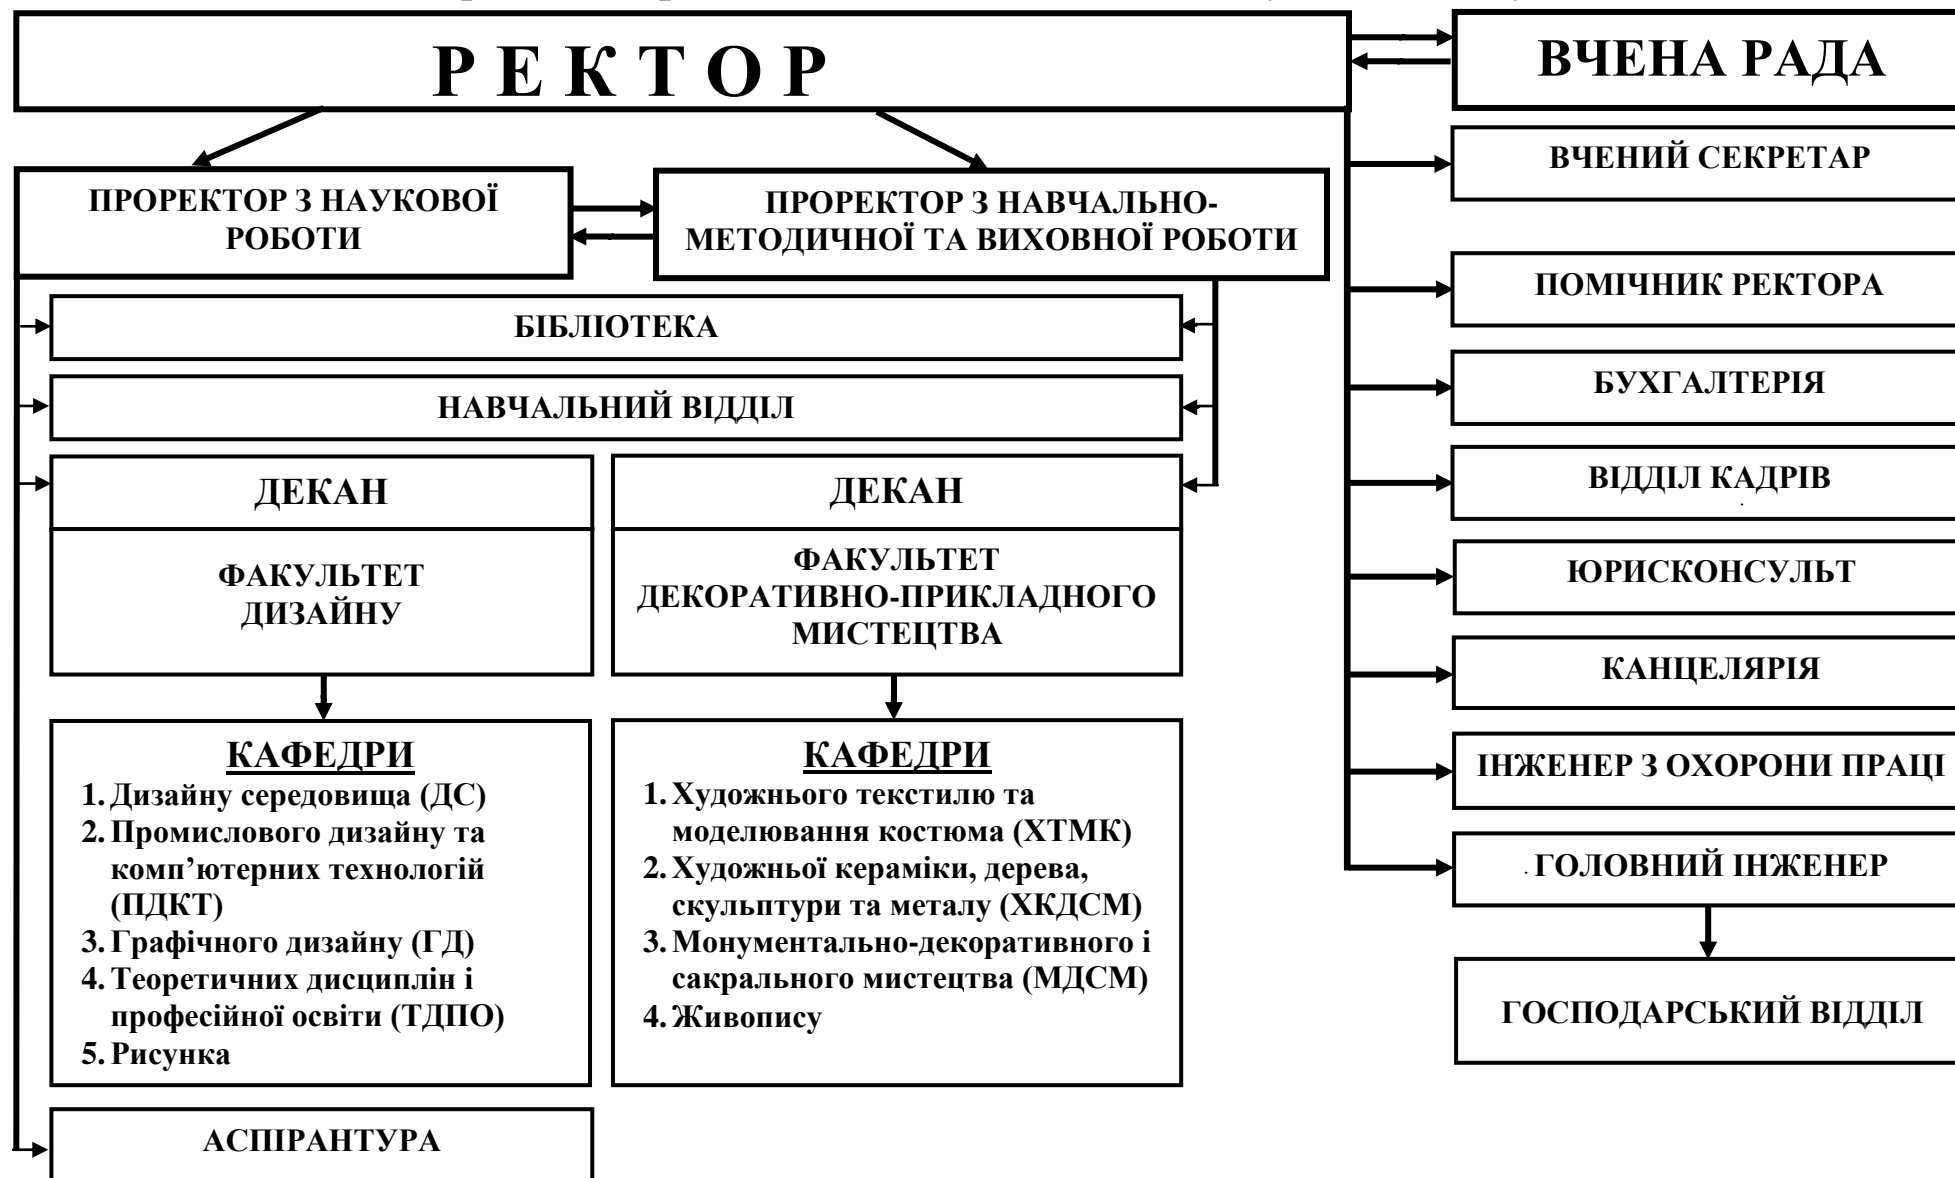 Р Е К Т О Р
ВЧЕНА РАДА
ВЧЕНИЙ СЕКРЕТАР
ПРОРЕКТОР З НАУКОВОЇ
РОБОТИ
ПРОРЕКТОР З НАВЧАЛЬНО-
МЕТОДИЧНОЇ ТА ВИХОВНОЇ РОБОТИ
ПОМІЧНИК РЕКТОРА
БІБЛІОТЕКА
БУХГАЛТЕРІЯ
НАВЧАЛЬНИЙ ВІДДІЛ
ВІДДІЛ КАДРІВ
ДЕКАН
ФАКУЛЬТЕТ
ДИЗАЙНУ
ДЕКАН
ФАКУЛЬТЕТ
ДЕКОРАТИВНО-ПРИКЛАДНОГО
МИСТЕЦТВА
ЮРИСКОНСУЛЬТ
КАНЦЕЛЯРІЯ
ІНЖЕНЕР З ОХОРОНИ ПРАЦІ
ГОЛОВНИЙ ІНЖЕНЕР
ГОСПОДАРСЬКИЙ ВІДДІЛ
КАФЕДРИ
1. Дизайну середовища (ДС)
2. Промислового дизайну та
комп’ютерних технологій
(ПДКТ)
3. Графічного дизайну (ГД)
4. Теоретичних дисциплін і
професійної освіти (ТДПО)
5. Рисунка
КАФЕДРИ
1. Художнього текстилю та
моделювання костюма (ХТМК)
2. Художньої кераміки, дерева,
скульптури та металу (ХКДСМ)
3. Монументально-декоративного і
сакрального мистецтва (МДСМ)
4. Живопису
АСПІРАНТУРА